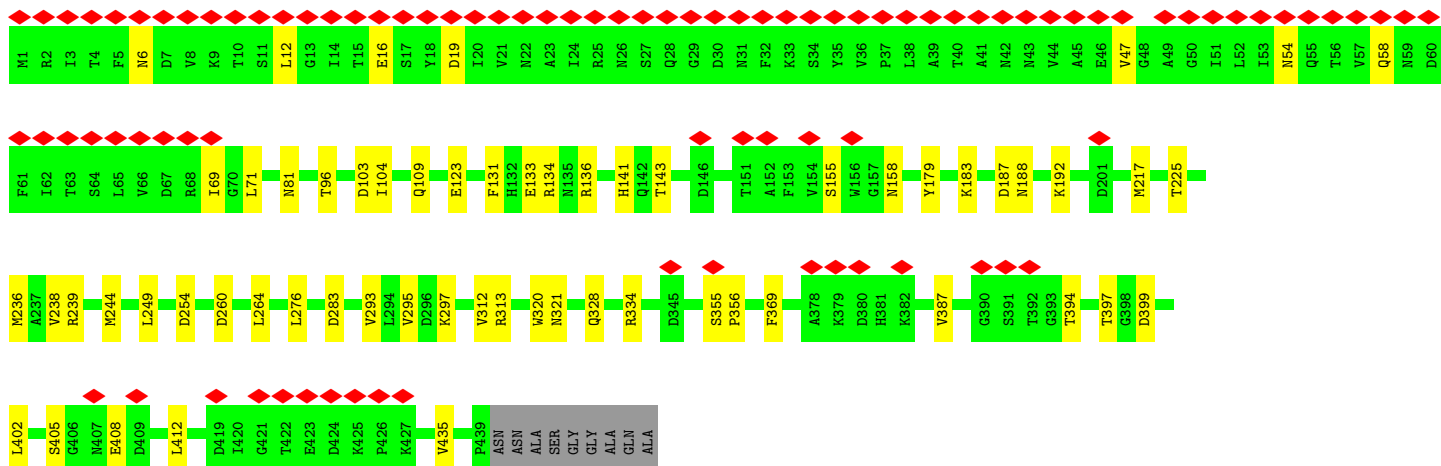 M1 R2 I3 T4 F5 N6 D7 V8 K9 T10 S11 L12 G13 I14 T15 E16 S17 Y18 D19 I20 V21 N22 A23 I24 R25 N26 S27 Q28 G29 D30 N31 F32 K33 S34 Y35 V36 P37 L38 A39 T40 A41 N42 N43 V44 A45 E46 V47 G48 A49 G50 I51 L52 I53 N54 Q55 T56 V57 Q58 N59 D60
F61 I62 T63 S64 L65 V66 D67 R68 I69 G70 L71 N81 T96 D103 I104 Q109 E123 F131 H132 E133 R134 N135 R136 H141 Q142 T143 D146 T151 A152 F153 V154 S155 W156 G157 N158 Y179 K183 D187 N188 K192 D201 M217 T225
M236 A237 V238 R239 M244 L249 D254 D260 L264 L276 D283 V293 L294 V295 D296 K297 V312 R313 W320 N321 Q328 R334 D345 S355 P356 F369 A378 K379 D380 H381 K382 V387 G390 S391 T392 G393 T394 T397 G398 D399
L402 S405 G406 N407 E408 D409 L412 D419 I420 G421 T422 E423 D424 K425 P426 K427 V435 P439 ASN ASN ALA SER GLY GLY ALA GLN ALA